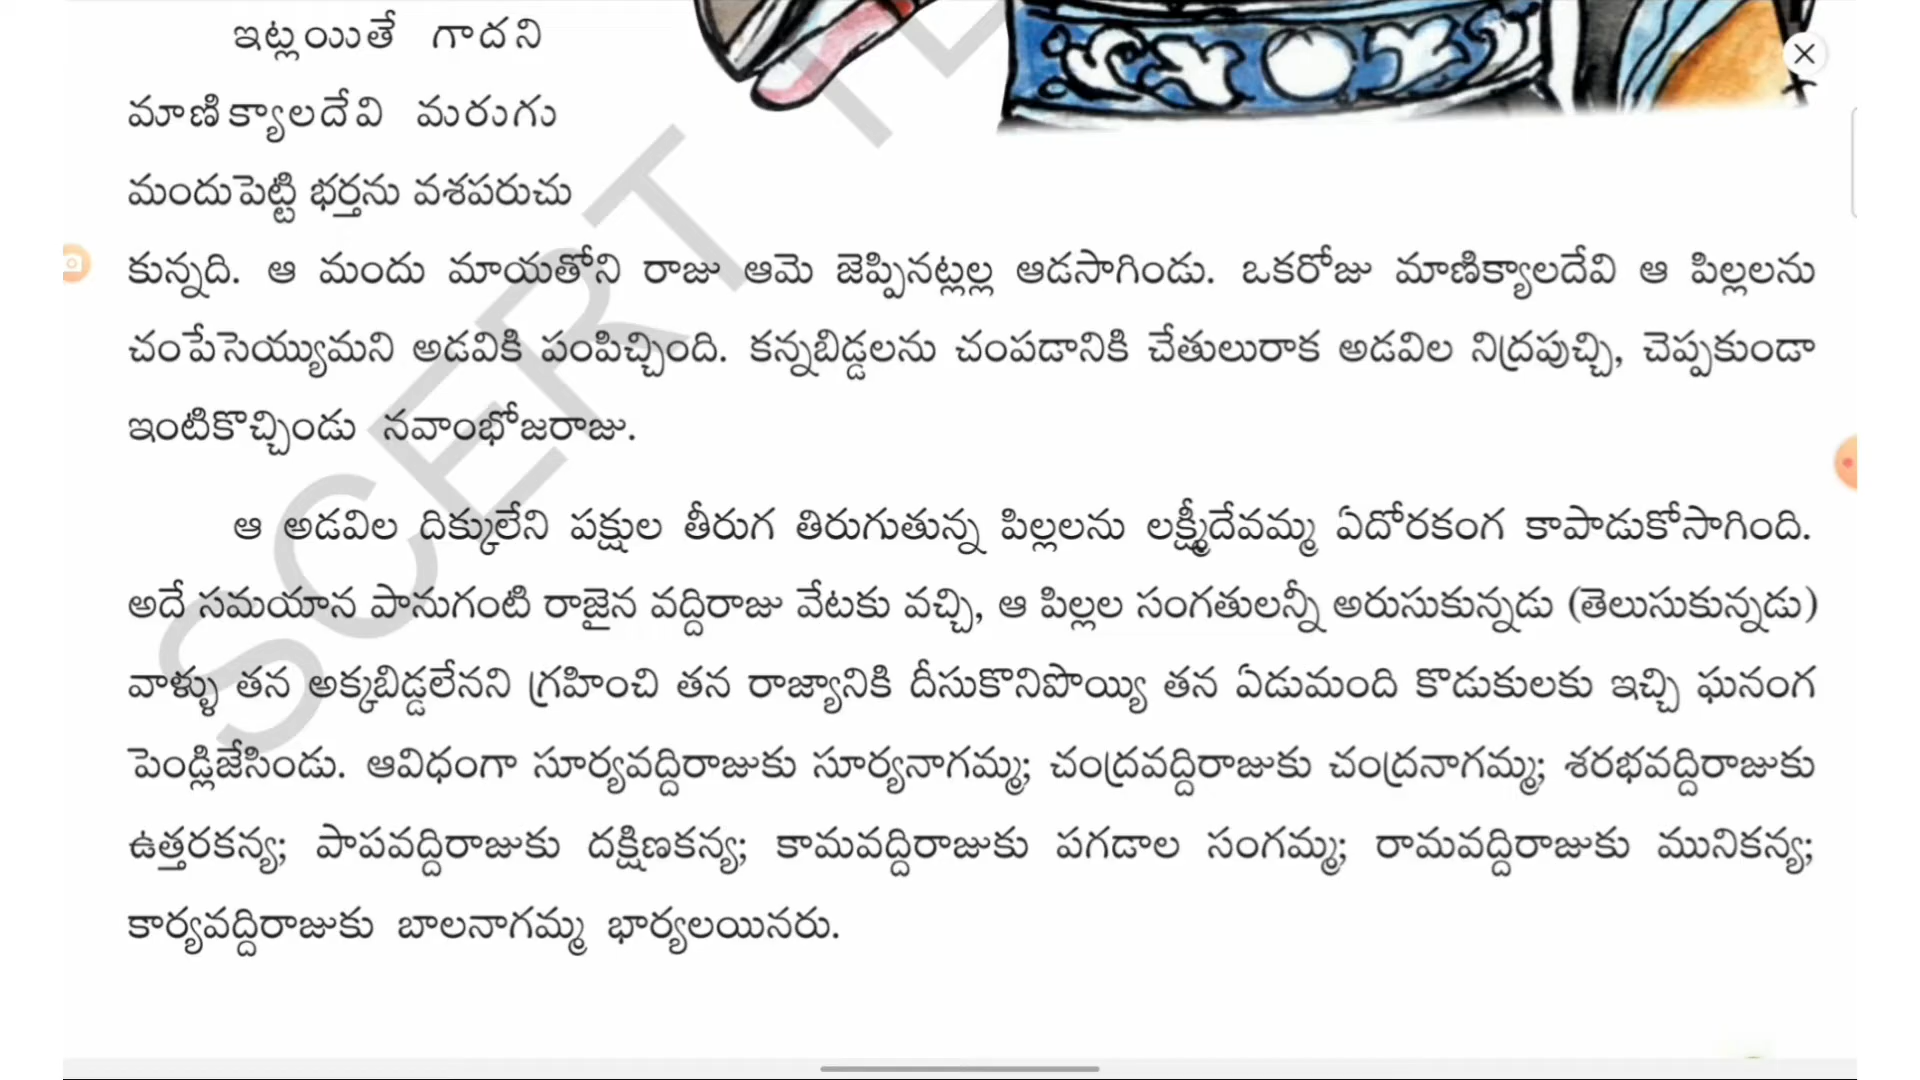 ఇట్లయితే గాదని
మాణిక్యాలదేవి మరుగు
మందుపెట్టి భర్తను వశపరుచు
కున్నది. ఆ మందు మాయతోని రాజు ఆమె జెప్పినట్లల్ల ఆడసాగిండు. ఒకరోజు మాణిక్యాలదేవి ఆ పిల్లలను
చంపేసెయ్యుమని అడవికి పంపిచ్చింది. కన్నబిడ్డలను చంపడానికి చేతులురాక అడవిల నిద్రపుచ్చి, చెప్పకుండా
ఇంటికొచ్చిండు నవాంభోజరాజు.
ఆ అడవిల దిక్కులేని పక్షుల తీరుగ తిరుగుతున్న పిల్లలను లక్ష్మీదేవమ్మ ఏదోరకంగ కాపాడుకోసాగింది.
అదే సమయాన పానుగంటి రాజైన వద్దిరాజు వేటకు వచ్చి, ఆ పిల్లల సంగతులన్నీ అరుసుకున్నడు (తెలుసుకున్నడు)
వాళ్ళు తన అక్కబిడ్డలేనని గ్రహించి తన రాజ్యానికి దీసుకొనిపొయ్యి తన ఏడుమంది కొడుకులకు ఇచ్చి ఘనంగ
పెండ్లిజేసిండు. ఆవిధంగా సూర్యవద్దిరాజుకు సూర్యనాగమ్మ; చంద్రవద్దిరాజుకు చంద్రనాగమ్మ; శరభవద్దిరాజుకు
ఉత్తరకన్య; పాపవద్దిరాజుకు దక్షిణకన్య; కామవద్దిరాజుకు పగడాల సంగమ్మ; రామవద్దిరాజుకు మునికన్య;
కార్యవద్దిరాజుకు బాలనాగమ్మ భార్యలయినరు.
SCERT TE